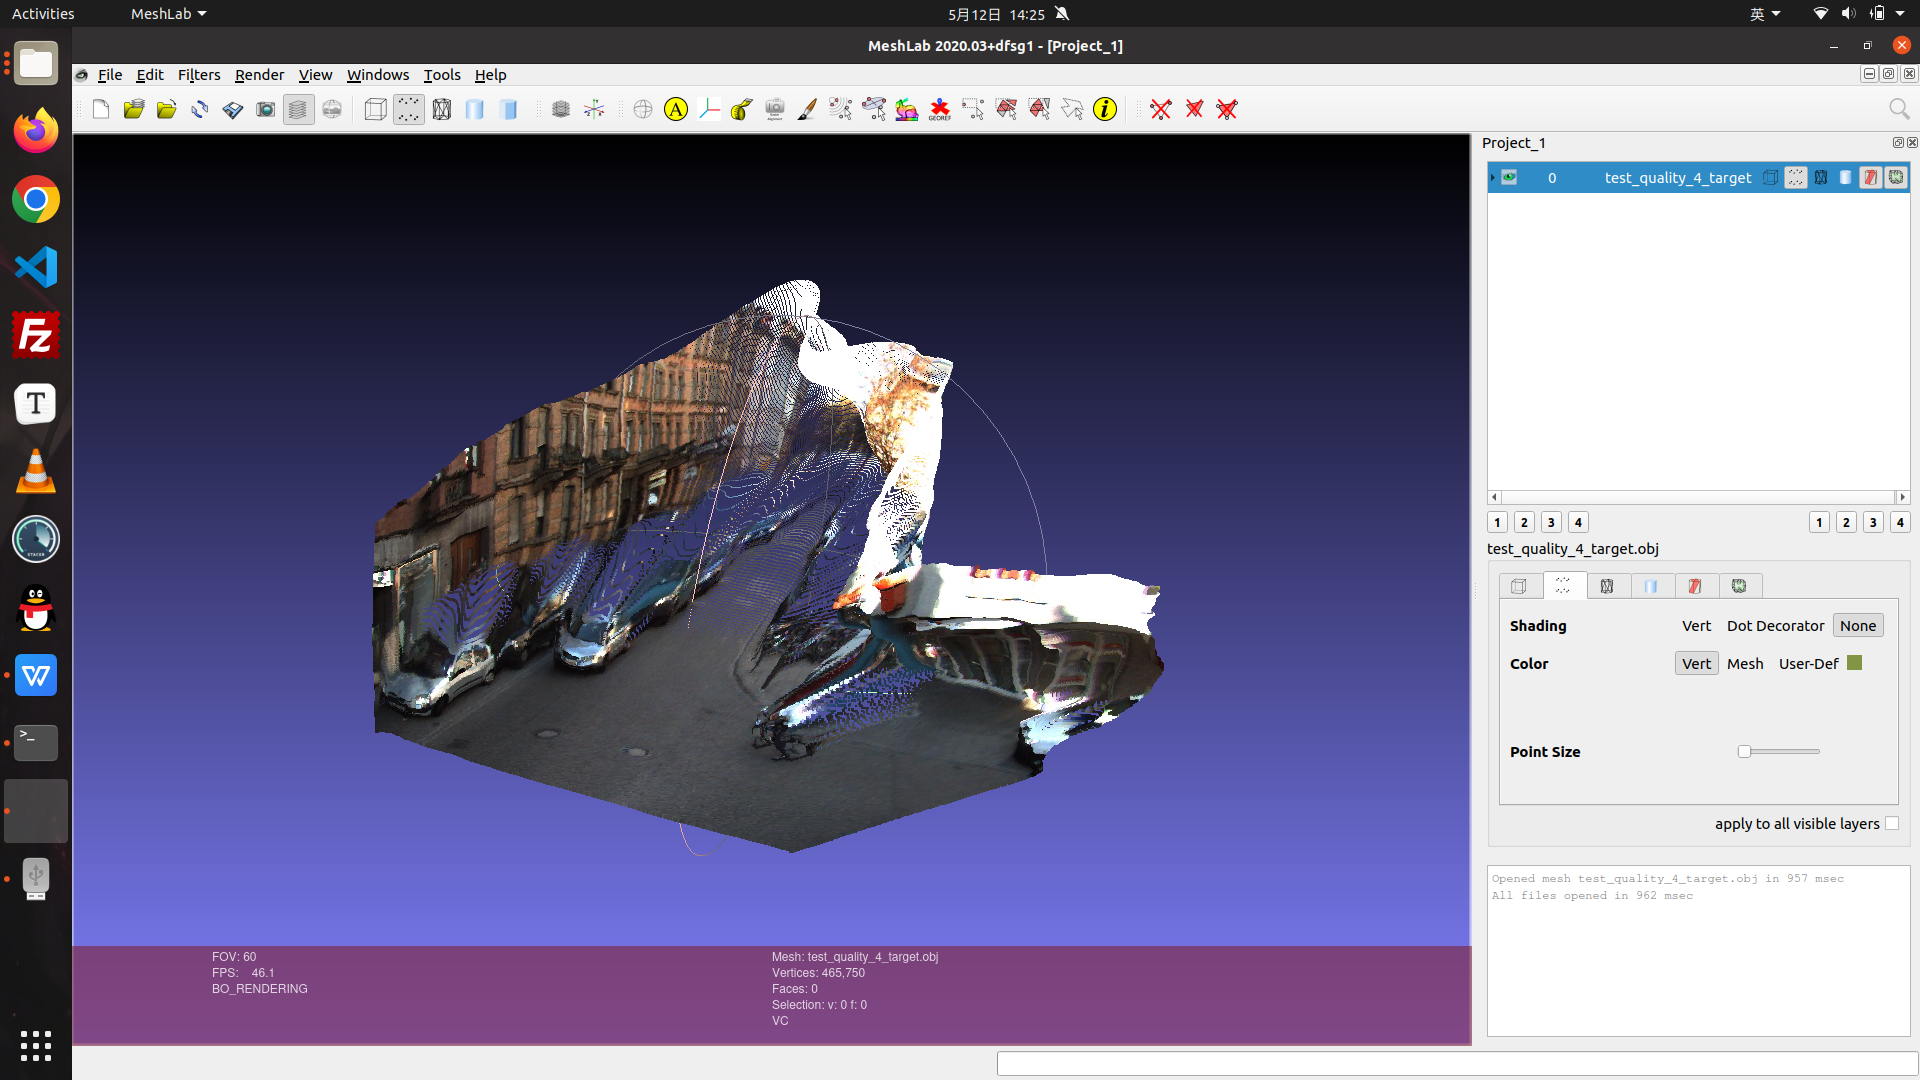 Activities
MeshLab
5月12日 14:25
英
MeshLab 2020.03+dfsg1 - [Project_1]
File Edit Filters Render View Windows Tools Help
A
GEOREF
i
Project_1
0 test_quality_4_target
1 2 3 4 1 2 3 4
test_quality_4_target.obj
Shading Vert Dot Decorator None
Color Vert Mesh User-Def
Point Size
apply to all visible layers
Opened mesh test_quality_4_target.obj in 957 msec
All files opened in 962 msec
FOV: 60
FPS: 46.1
BO_RENDERING
Mesh: test_quality_4_target.obj
Vertices: 465,750
Faces: 0
Selection: v: 0 f: 0
VC
Fz
T
STACER
W
>_